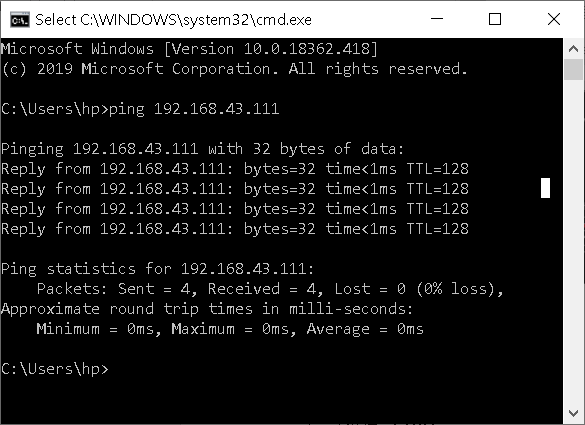 Select C:\WINDOWS\system32\cmd.exe
Microsoft Windows [Version 10.0.18362.418]
(c) 2019 Microsoft Corporation. All rights reserved.
C:\Users\hp>ping 192.168.43.111
Pinging 192.168.43.111 with 32 bytes of data:
Reply from 192.168.43.111: bytes=32 time<1ms TTL=128
Reply from 192.168.43.111: bytes=32 time<1ms TTL=128
Reply from 192.168.43.111: bytes=32 time<1ms TTL=128
Reply from 192.168.43.111: bytes=32 time<1ms TTL=128
Ping statistics for 192.168.43.111:
Packets: Sent = 4, Received = 4, Lost = 0 (0% loss),
Approximate round trip times in milli-seconds:
Minimum = 0ms, Maximum = 0ms, Average = 0ms
C:\Users\hp>